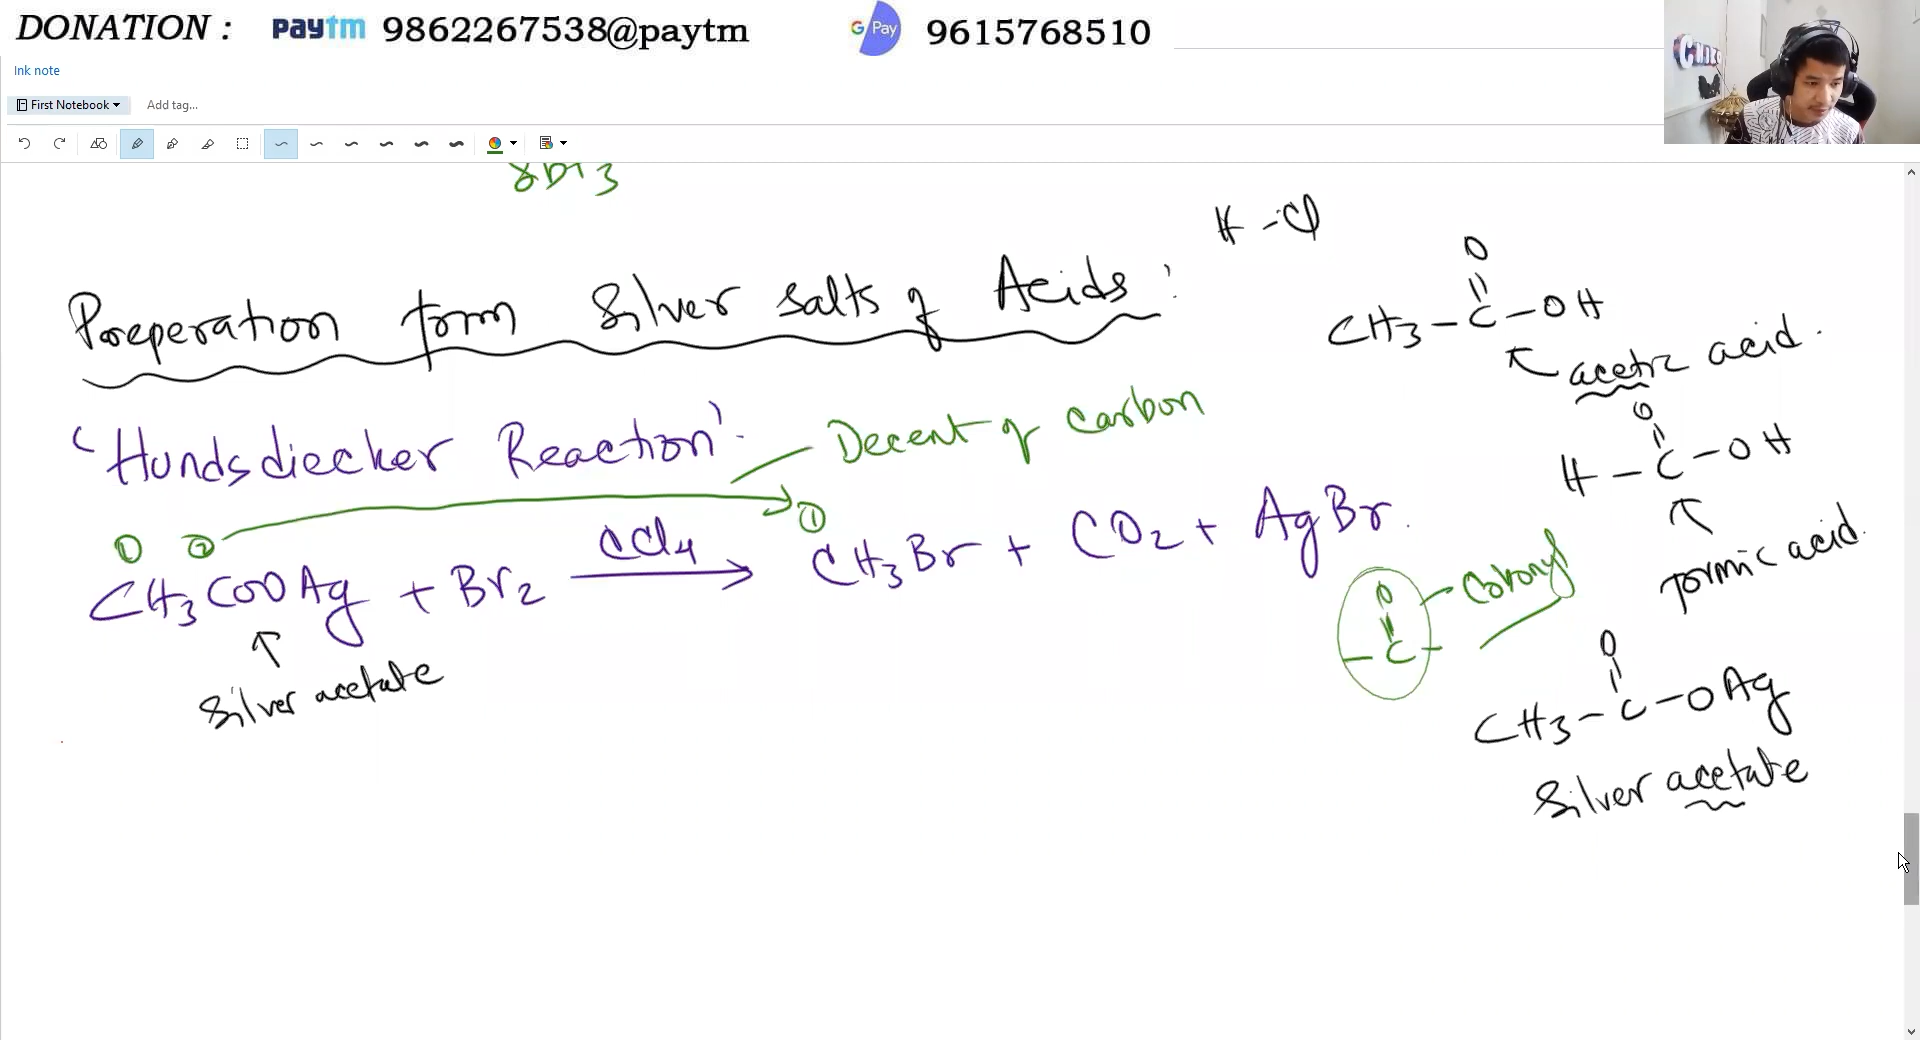 DONATION : paytm 9862267538@paytm G Pay 9615768510
Ink note
First Notebook
Add tag...
H - Cl
Preperation form Silver salts of Acids :
'Hundsdiecker Reaction'.
Decent of Carbon
① ② ①
CH3COOAg + Br2 CCl4 CH3Br + CO2 + AgBr.
Silver acetate
O
CH3 - C - OH
acetic acid.
O
H - C - OH
formic acid.
O
- C -
O
CH3 - C - OAg
Silver acetate